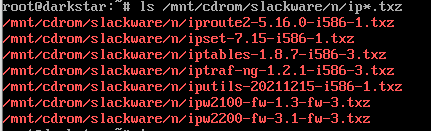 root@darkstar:~# ls /mnt/cdrom/slackware/n/ip*.txz
/mnt/cdrom/slackware/n/iproute2-5.16.0-i586-1.txz
/mnt/cdrom/slackware/n/ipset-7.15-i586-1.txz
/mnt/cdrom/slackware/n/iptables-1.8.7-i586-3.txz
/mnt/cdrom/slackware/n/iptraf-ng-1.2.1-i586-3.txz
/mnt/cdrom/slackware/n/iputils-20211215-i586-1.txz
/mnt/cdrom/slackware/n/ipw2100-fw-1.3-fw-3.txz
/mnt/cdrom/slackware/n/ipw2200-fw-3.1-fw-3.txz